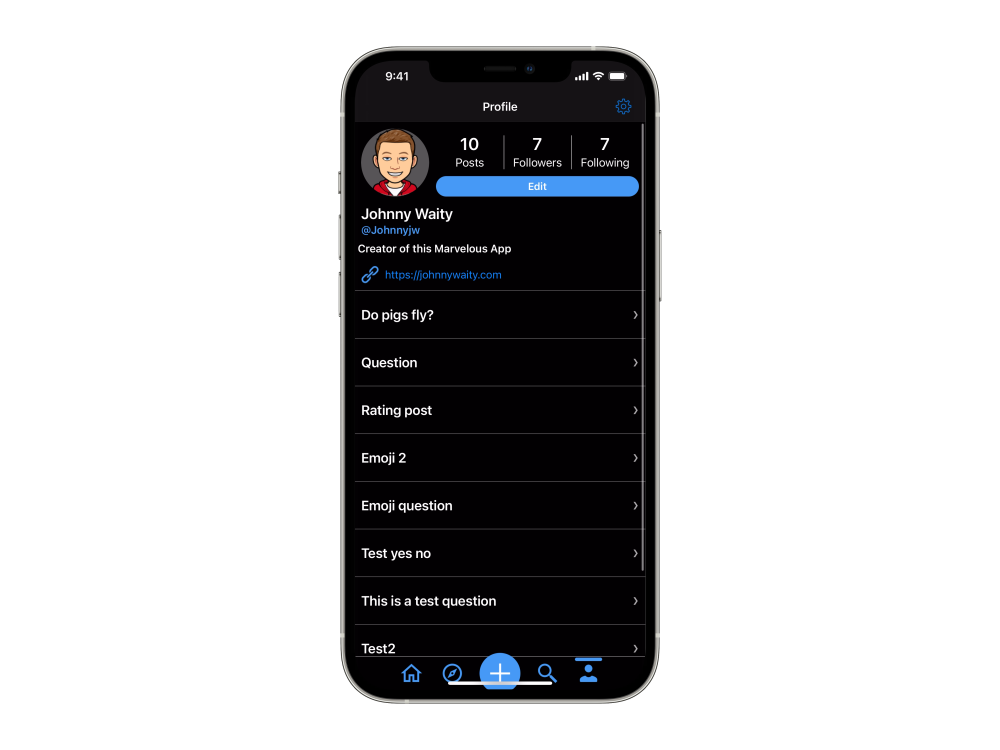 9:41
Profile
10 7 7
Posts Followers Following
Edit
Johnny Waity
@Johnnyjw
Creator of this Marvelous App
https://johnnywaity.com
Do pigs fly?
Question
Rating post
Emoji 2
Emoji question
Test yes no
This is a test question
Test2